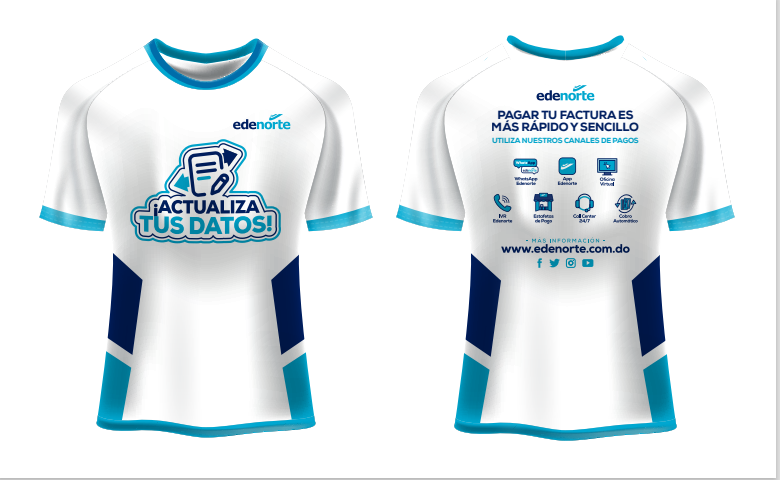 edenorte
¡ACTUALIZA
TUS DATOS!
edenorte
PAGAR TU FACTURA ES
MÁS RÁPIDO Y SENCILLO
UTILIZA NUESTROS CANALES DE PAGOS
WhatsApp
Edenorte
App
Edenorte
Oficina
Virtual
IVR
Edenorte
Estafetas
de Pago
Call Center
24/7
Cobro
Automático
• MAS INFORMACION •
www.edenorte.com.do